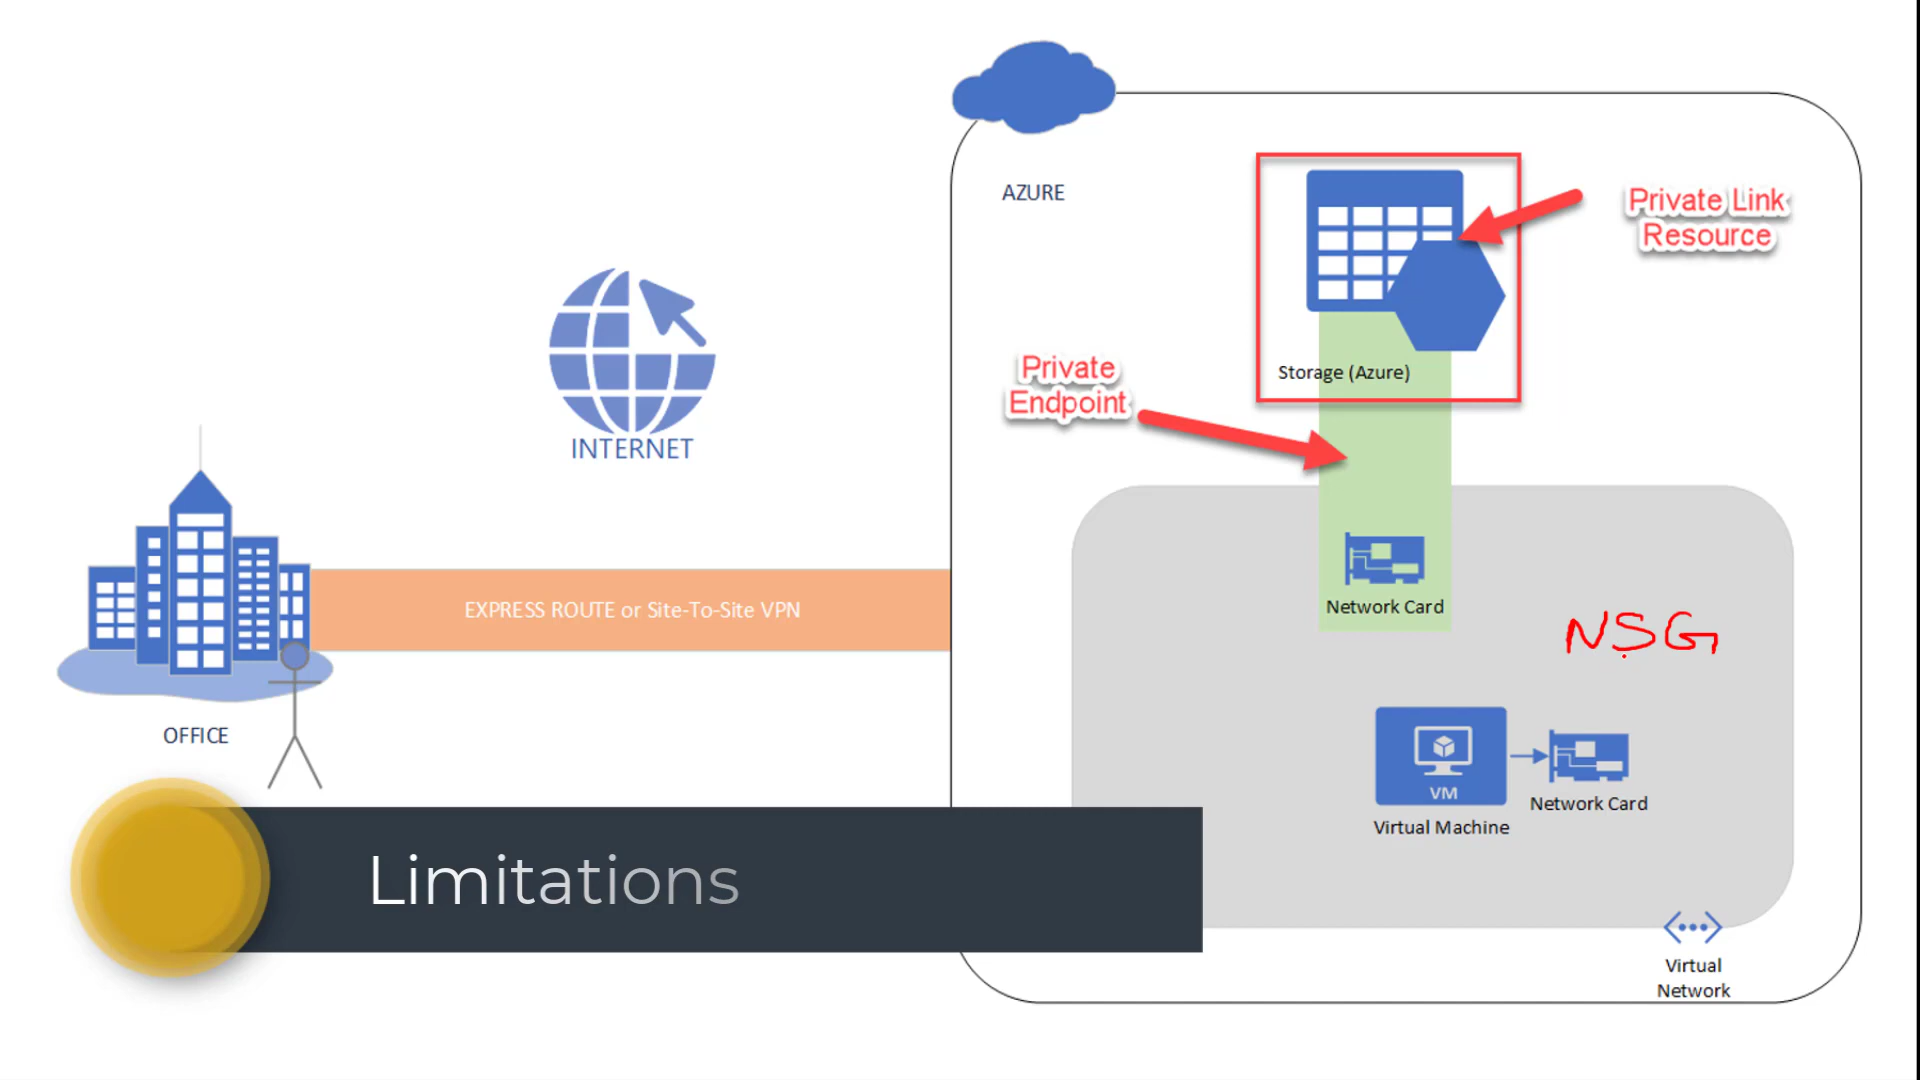 AZURE
Private Link
Resource
INTERNET
Private
Endpoint
Storage (Azure)
EXPRESS ROUTE or Site-To-Site VPN
Network Card
NSG
OFFICE
VM
Virtual Machine
Network Card
Limitations
Virtual
Network